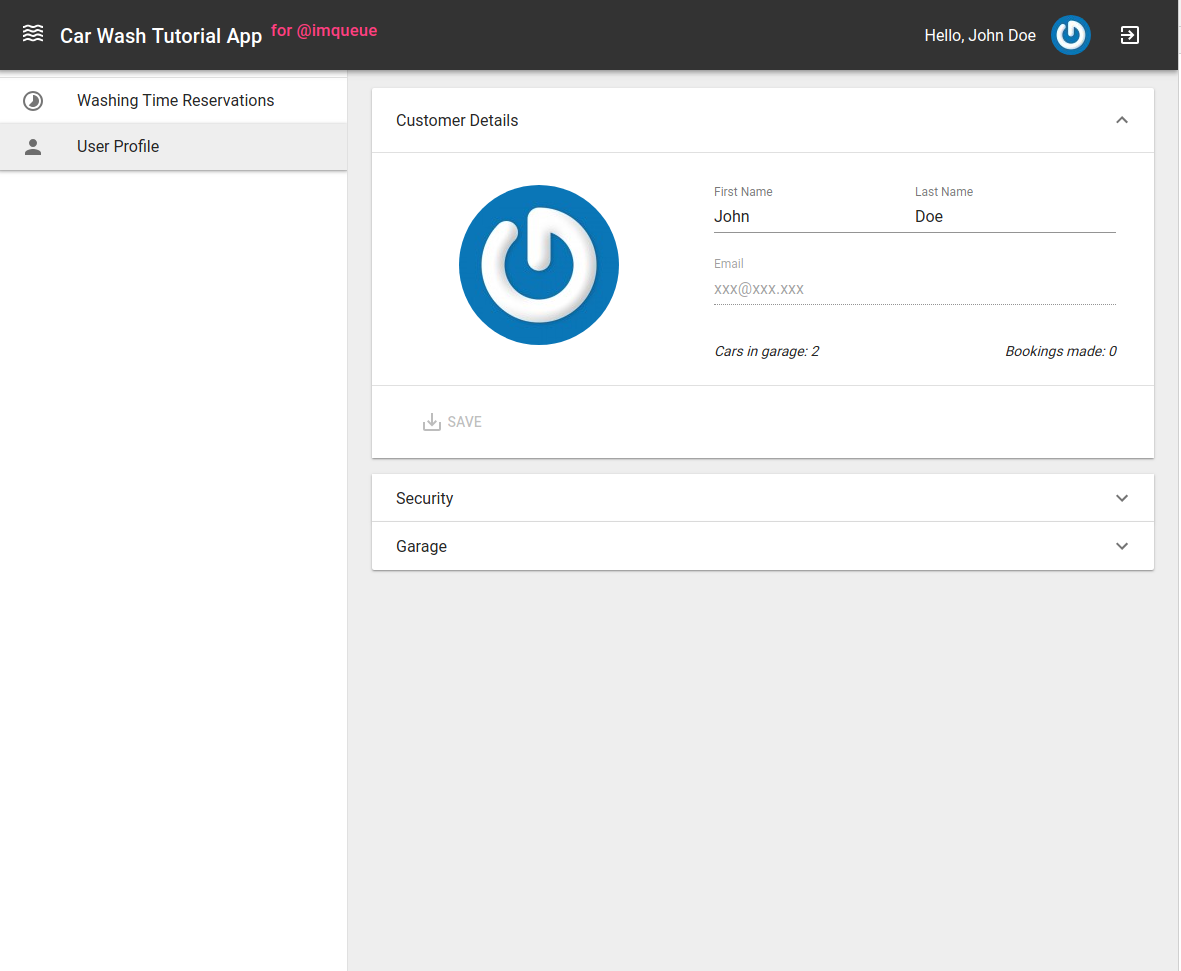 Car Wash Tutorial App for @imqueue
Hello, John Doe
Washing Time Reservations
User Profile
Customer Details
First Name Last Name
John Doe
Email
xxx@xxx.xxx
Cars in garage: 2 Bookings made: 0
SAVE
Security
Garage